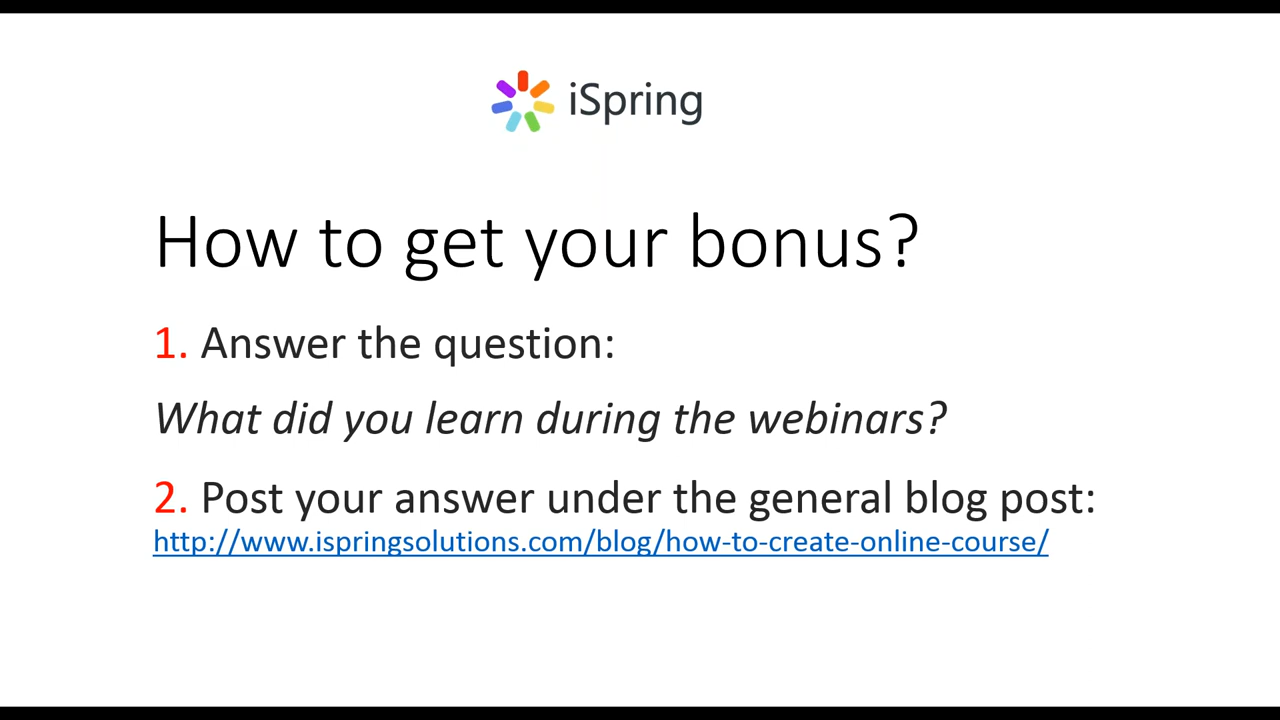 iSpring
How to get your bonus?
1. Answer the question:
What did you learn during the webinars?
2. Post your answer under the general blog post:
http://www.ispringsolutions.com/blog/how-to-create-online-course/